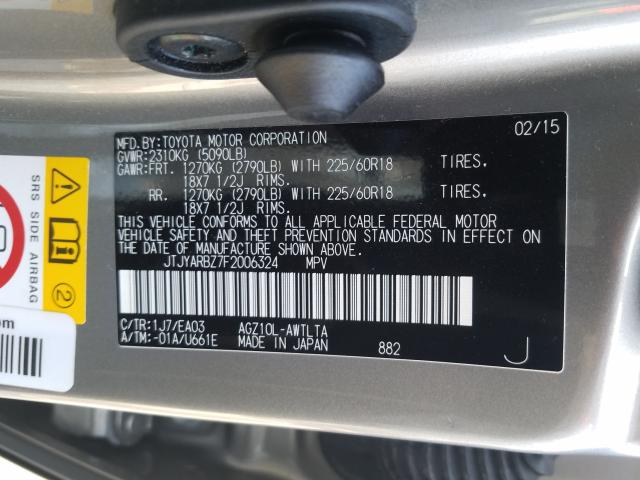 MFD.BY:TOYOTA MOTOR CORPORATION 02/15
GVWR:2310KG (5090LB)
GAWR:FRT. 1270KG (2790LB) WITH 225/60R18 TIRES.
18X7 1/2J RIMS.
RR. 1270KG (2790LB) WITH 225/60R18 TIRES.
18X7 1/2J RIMS.
THIS VEHICLE CONFORMS TO ALL APPLICABLE FEDERAL MOTOR
VEHICLE SAFETY AND THEFT PREVENTION STANDARDS IN EFFECT ON
THE DATE OF MANUFACTURE SHOWN ABOVE.
JTJYARBZ7F2006324 MPV
C/TR:1J7/EA03 AGZ10L-AWTLTA
A/TM:-01A/U661E MADE IN JAPAN 882 J
SRS SIDE AIRBAG
2